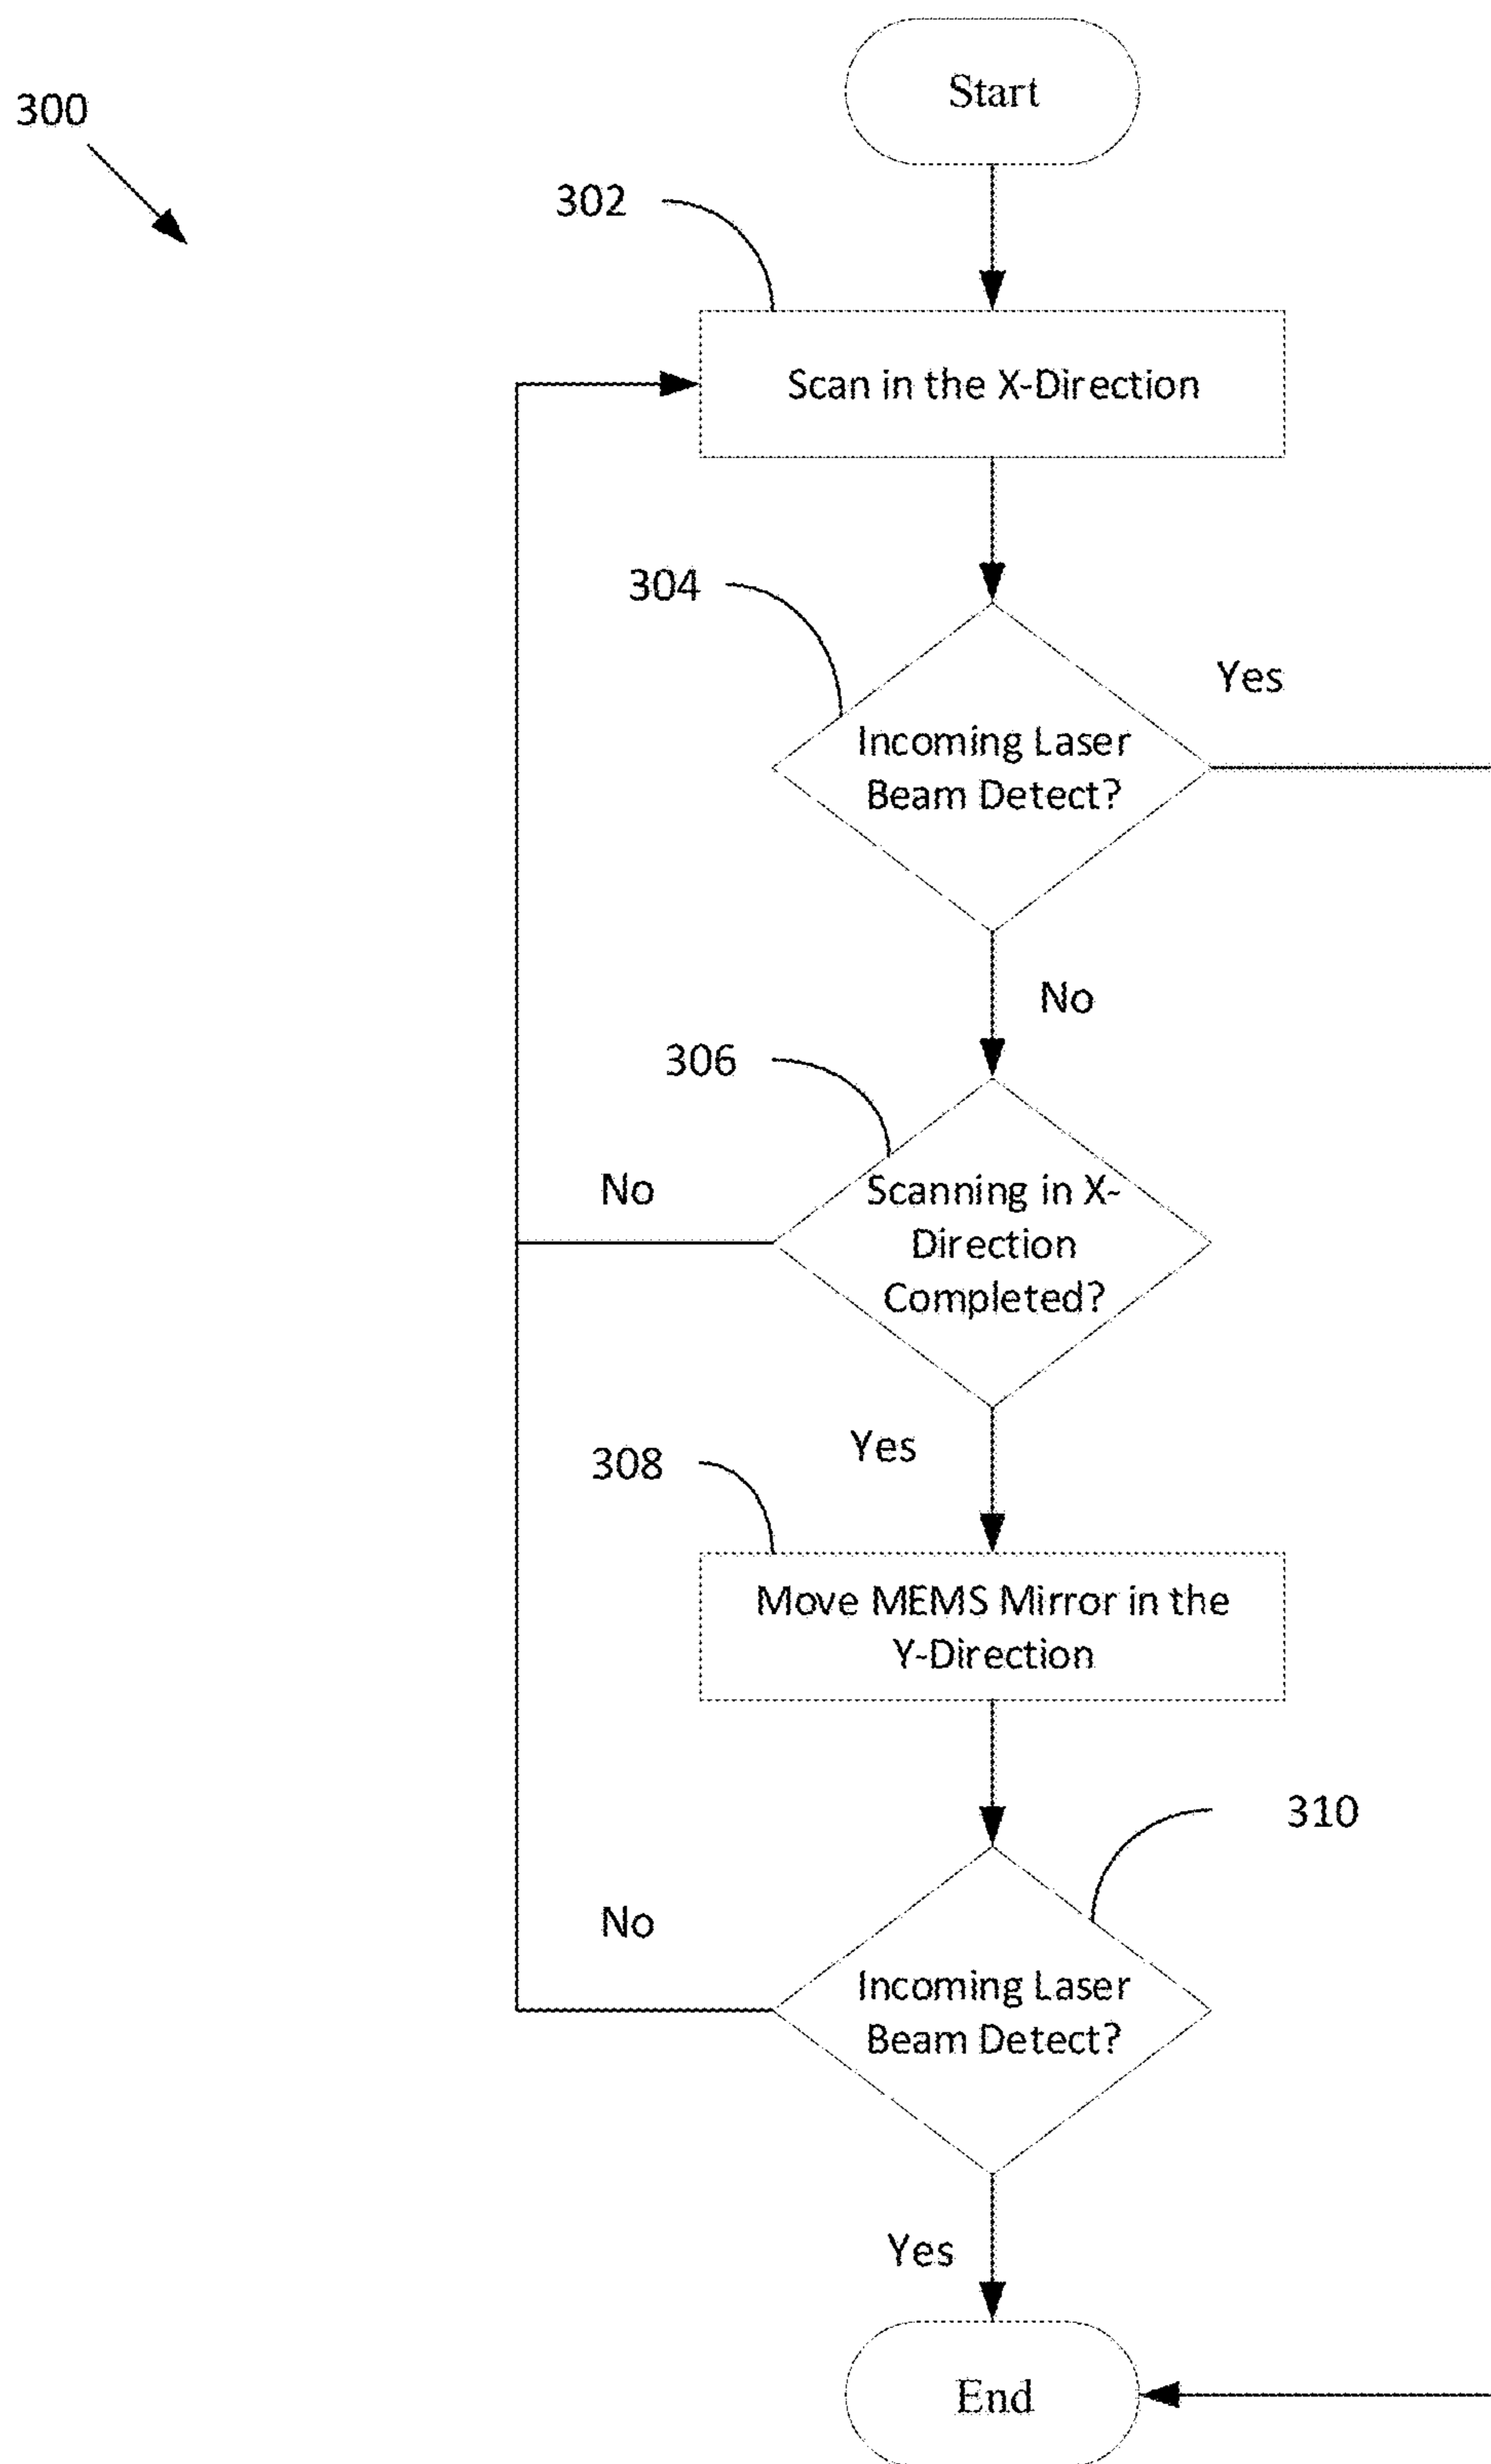 Start
300
302
Scan in the X-Direction
304
Yes
Incoming Laser
Beam Detect?
No
306
No
Scanning in X-
Direction
Completed?
Yes
308
Move MEMS Mirror in the
Y-Direction
310
No
Incoming Laser
Beam Detect?
Yes
End